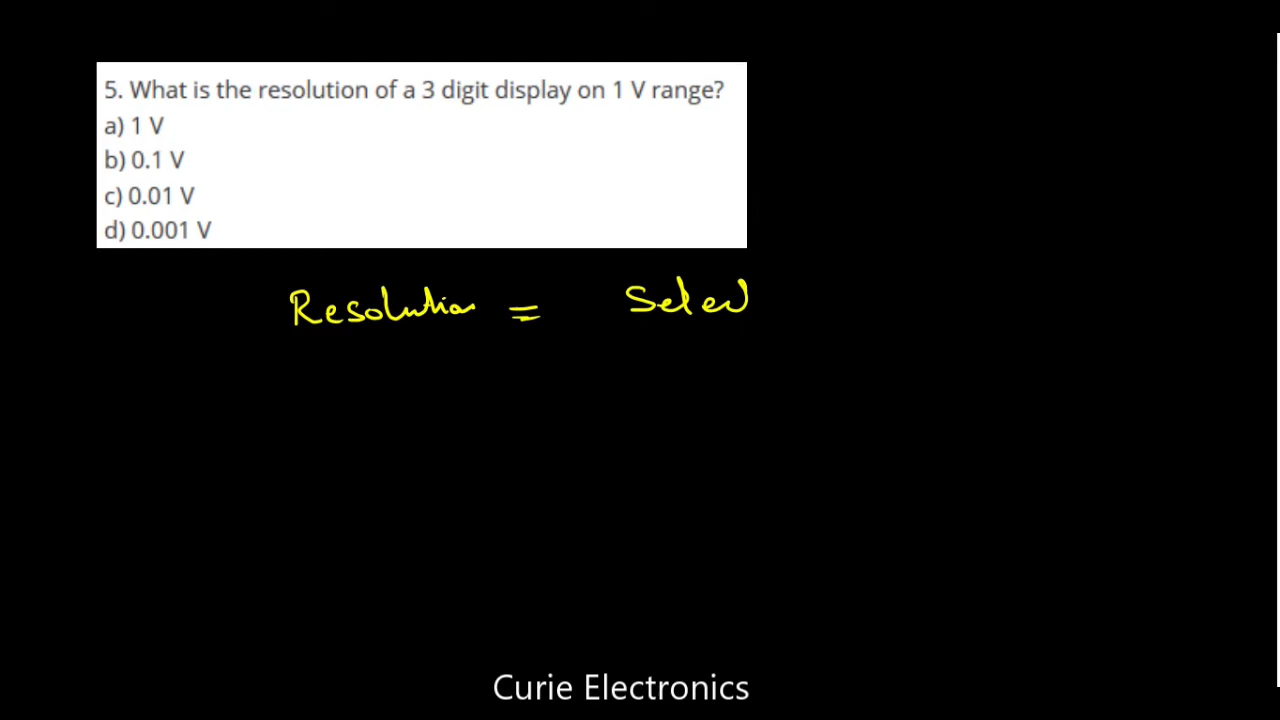 5. What is the resolution of a 3 digit display on 1 V range?
a) 1 V
b) 0.1 V
c) 0.01 V
d) 0.001 V
Resolution = Selec
Curie Electronics